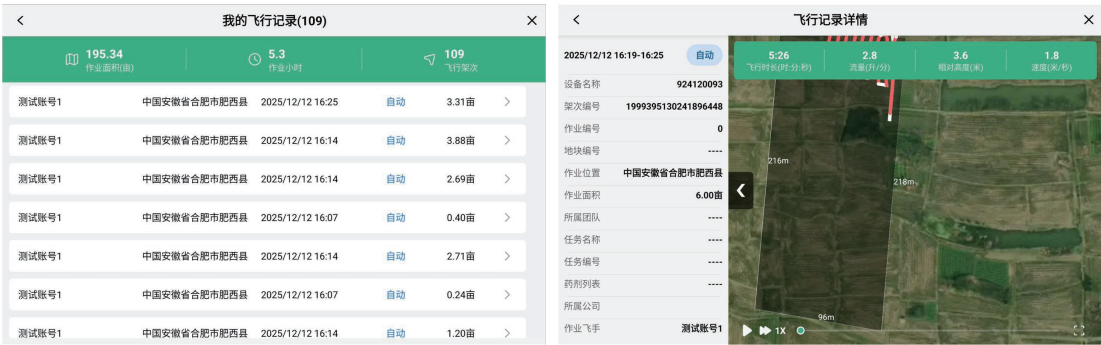 我的飞行记录(109)
195.34
作业面积(亩)
5.3
作业小时
109
飞行架次
测试账号1 中国安徽省合肥市肥西县 2025/12/12 16:25 自动 3.31亩
测试账号1 中国安徽省合肥市肥西县 2025/12/12 16:14 自动 3.88亩
测试账号1 中国安徽省合肥市肥西县 2025/12/12 16:14 自动 2.69亩
测试账号1 中国安徽省合肥市肥西县 2025/12/12 16:07 自动 0.40亩
测试账号1 中国安徽省合肥市肥西县 2025/12/12 16:14 自动 2.71亩
测试账号1 中国安徽省合肥市肥西县 2025/12/12 16:07 自动 0.24亩
测试账号1 中国安徽省合肥市肥西县 2025/12/12 16:14 自动 1.20亩
飞行记录详情
2025/12/12 16:19-16:25 自动
设备名称 924120093
架次编号 1999395130241896448
作业编号 0
地块编号 ----
作业位置 中国安徽省合肥市肥西县
作业面积 6.00亩
所属团队 ----
任务名称 ----
任务编号 ----
药剂列表 ----
所属公司
作业飞手 测试账号1
5:26
飞行时长(时:分:秒)
2.8
流量(升/分)
3.6
相对高度(米)
1.8
速度(米/秒)
216m
218m
96m
1X